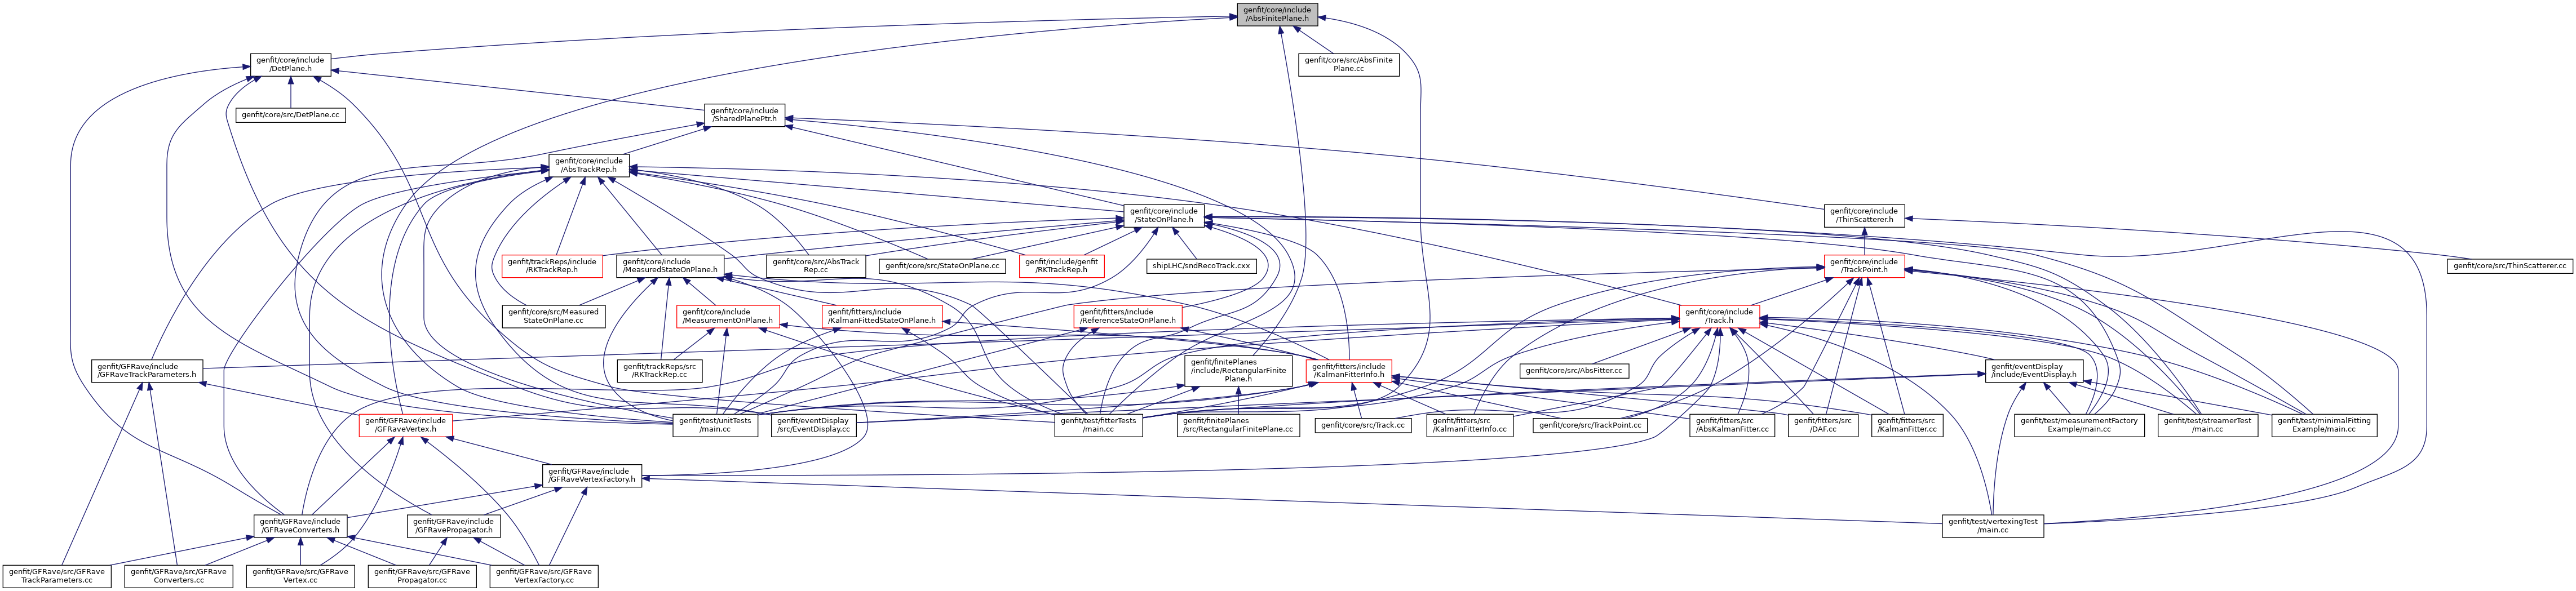 genfit/core/include
/AbsFinitePlane.h
genfit/core/include
/DetPlane.h
genfit/core/src/AbsFinite
Plane.cc
genfit/core/src/DetPlane.cc
genfit/core/include
/SharedPlanePtr.h
genfit/core/include
/AbsTrackRep.h
genfit/core/include
/StateOnPlane.h
genfit/core/include
/ThinScatterer.h
genfit/trackReps/include
/RKTrackRep.h
genfit/core/include
/MeasuredStateOnPlane.h
genfit/core/src/AbsTrack
Rep.cc
genfit/core/src/StateOnPlane.cc
genfit/include/genfit
/RKTrackRep.h
shipLHC/sndRecoTrack.cxx
genfit/core/include
/TrackPoint.h
genfit/core/src/ThinScatterer.cc
genfit/core/src/Measured
StateOnPlane.cc
genfit/core/include
/MeasurementOnPlane.h
genfit/fitters/include
/KalmanFittedStateOnPlane.h
genfit/fitters/include
/ReferenceStateOnPlane.h
genfit/core/include
/Track.h
genfit/GFRave/include
/GFRaveTrackParameters.h
genfit/trackReps/src
/RKTrackRep.cc
genfit/finitePlanes
/include/RectangularFinite
Plane.h
genfit/fitters/include
/KalmanFitterInfo.h
genfit/core/src/AbsFitter.cc
genfit/eventDisplay
/include/EventDisplay.h
genfit/GFRave/include
/GFRaveVertex.h
genfit/test/unitTests
/main.cc
genfit/eventDisplay
/src/EventDisplay.cc
genfit/test/fitterTests
/main.cc
genfit/finitePlanes
/src/RectangularFinitePlane.cc
genfit/core/src/Track.cc
genfit/fitters/src
/KalmanFitterInfo.cc
genfit/core/src/TrackPoint.cc
genfit/fitters/src
/AbsKalmanFitter.cc
genfit/fitters/src
/DAF.cc
genfit/fitters/src
/KalmanFitter.cc
genfit/test/measurementFactory
Example/main.cc
genfit/test/streamerTest
/main.cc
genfit/test/minimalFitting
Example/main.cc
genfit/GFRave/include
/GFRaveVertexFactory.h
genfit/GFRave/include
/GFRaveConverters.h
genfit/GFRave/include
/GFRavePropagator.h
genfit/test/vertexingTest
/main.cc
genfit/GFRave/src/GFRave
TrackParameters.cc
genfit/GFRave/src/GFRave
Converters.cc
genfit/GFRave/src/GFRave
Vertex.cc
genfit/GFRave/src/GFRave
Propagator.cc
genfit/GFRave/src/GFRave
VertexFactory.cc